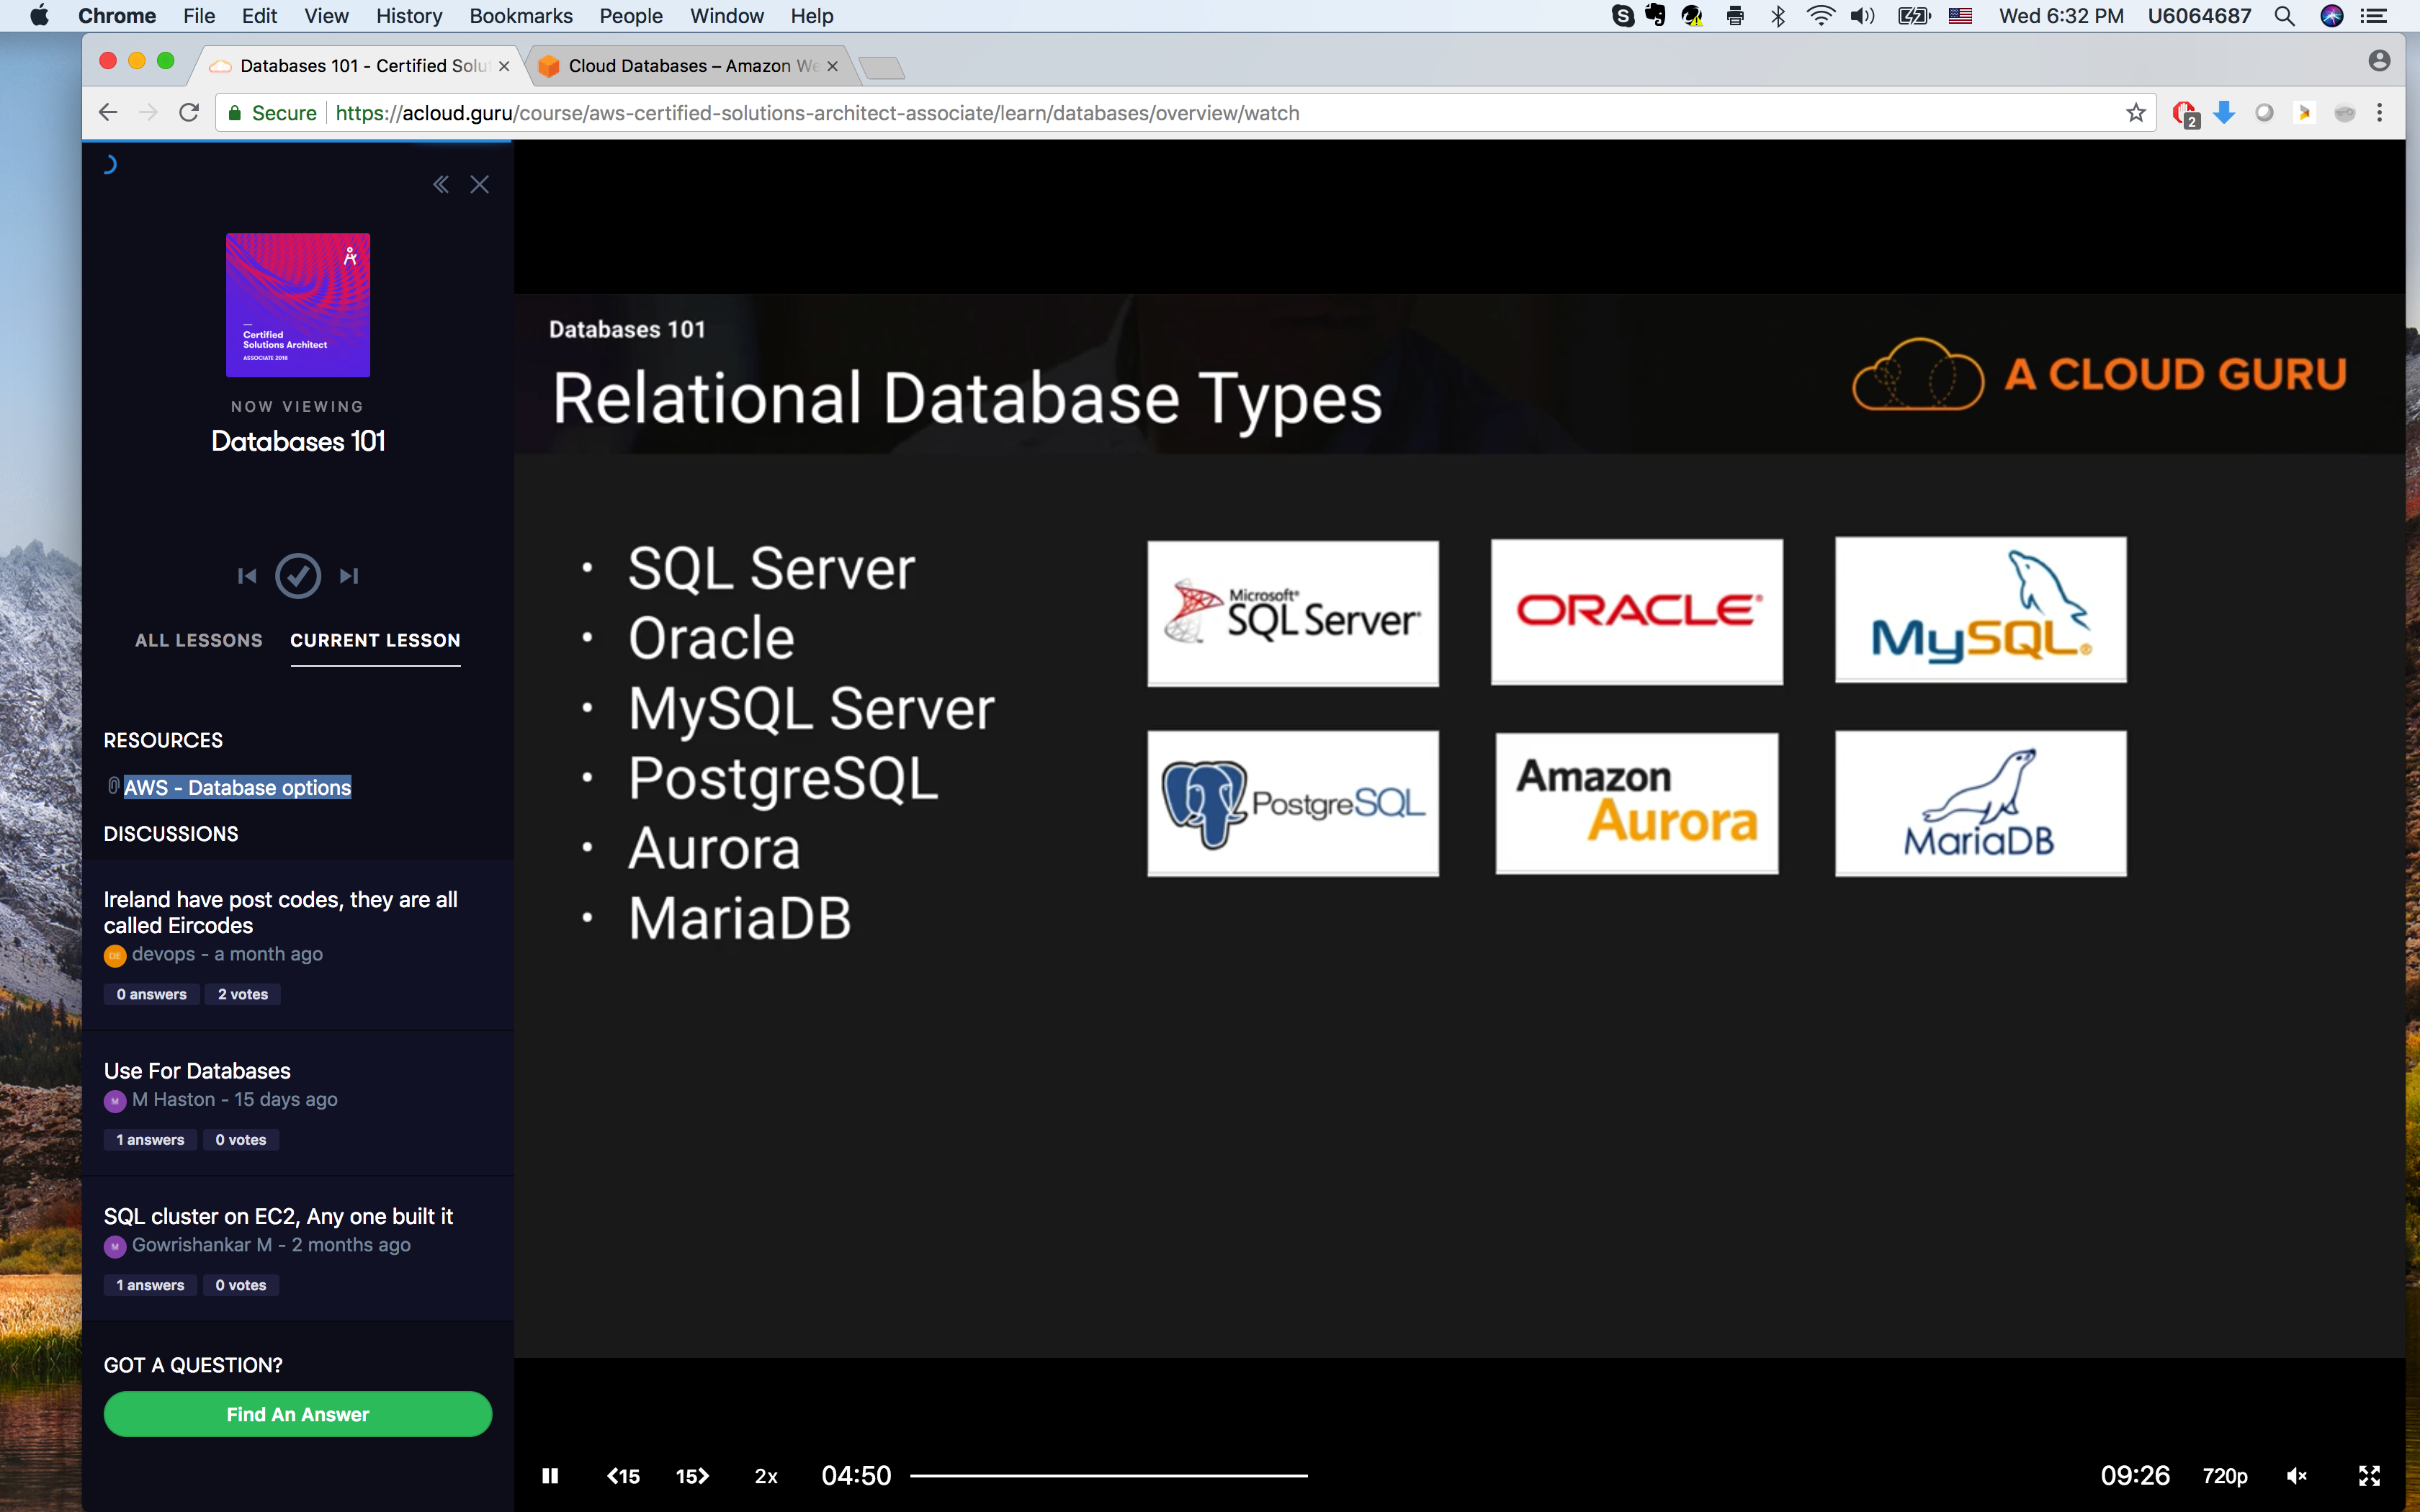 Chrome File Edit View History Bookmarks People Window Help Wed 6:32 PM U6064687
Databases 101 - Certified Solut
Cloud Databases – Amazon We
Secure https://acloud.guru/course/aws-certified-solutions-architect-associate/learn/databases/overview/watch
2
Certified
Solutions Architect
ASSOCIATE 2018
NOW VIEWING
Databases 101
ALL LESSONS CURRENT LESSON
RESOURCES
AWS - Database options
DISCUSSIONS
Ireland have post codes, they are all
called Eircodes
DE devops - a month ago
0 answers 2 votes
Use For Databases
M M Haston - 15 days ago
1 answers 0 votes
SQL cluster on EC2, Any one built it
M Gowrishankar M - 2 months ago
1 answers 0 votes
GOT A QUESTION?
Find An Answer
Databases 101
Relational Database Types
A CLOUD GURU
• SQL Server
• Oracle
• MySQL Server
• PostgreSQL
• Aurora
• MariaDB
Microsoft®
SQL Server®
ORACLE®
MySQL®
PostgreSQL
Amazon
Aurora
MariaDB
<15 15> 2x 04:50 09:26 720p